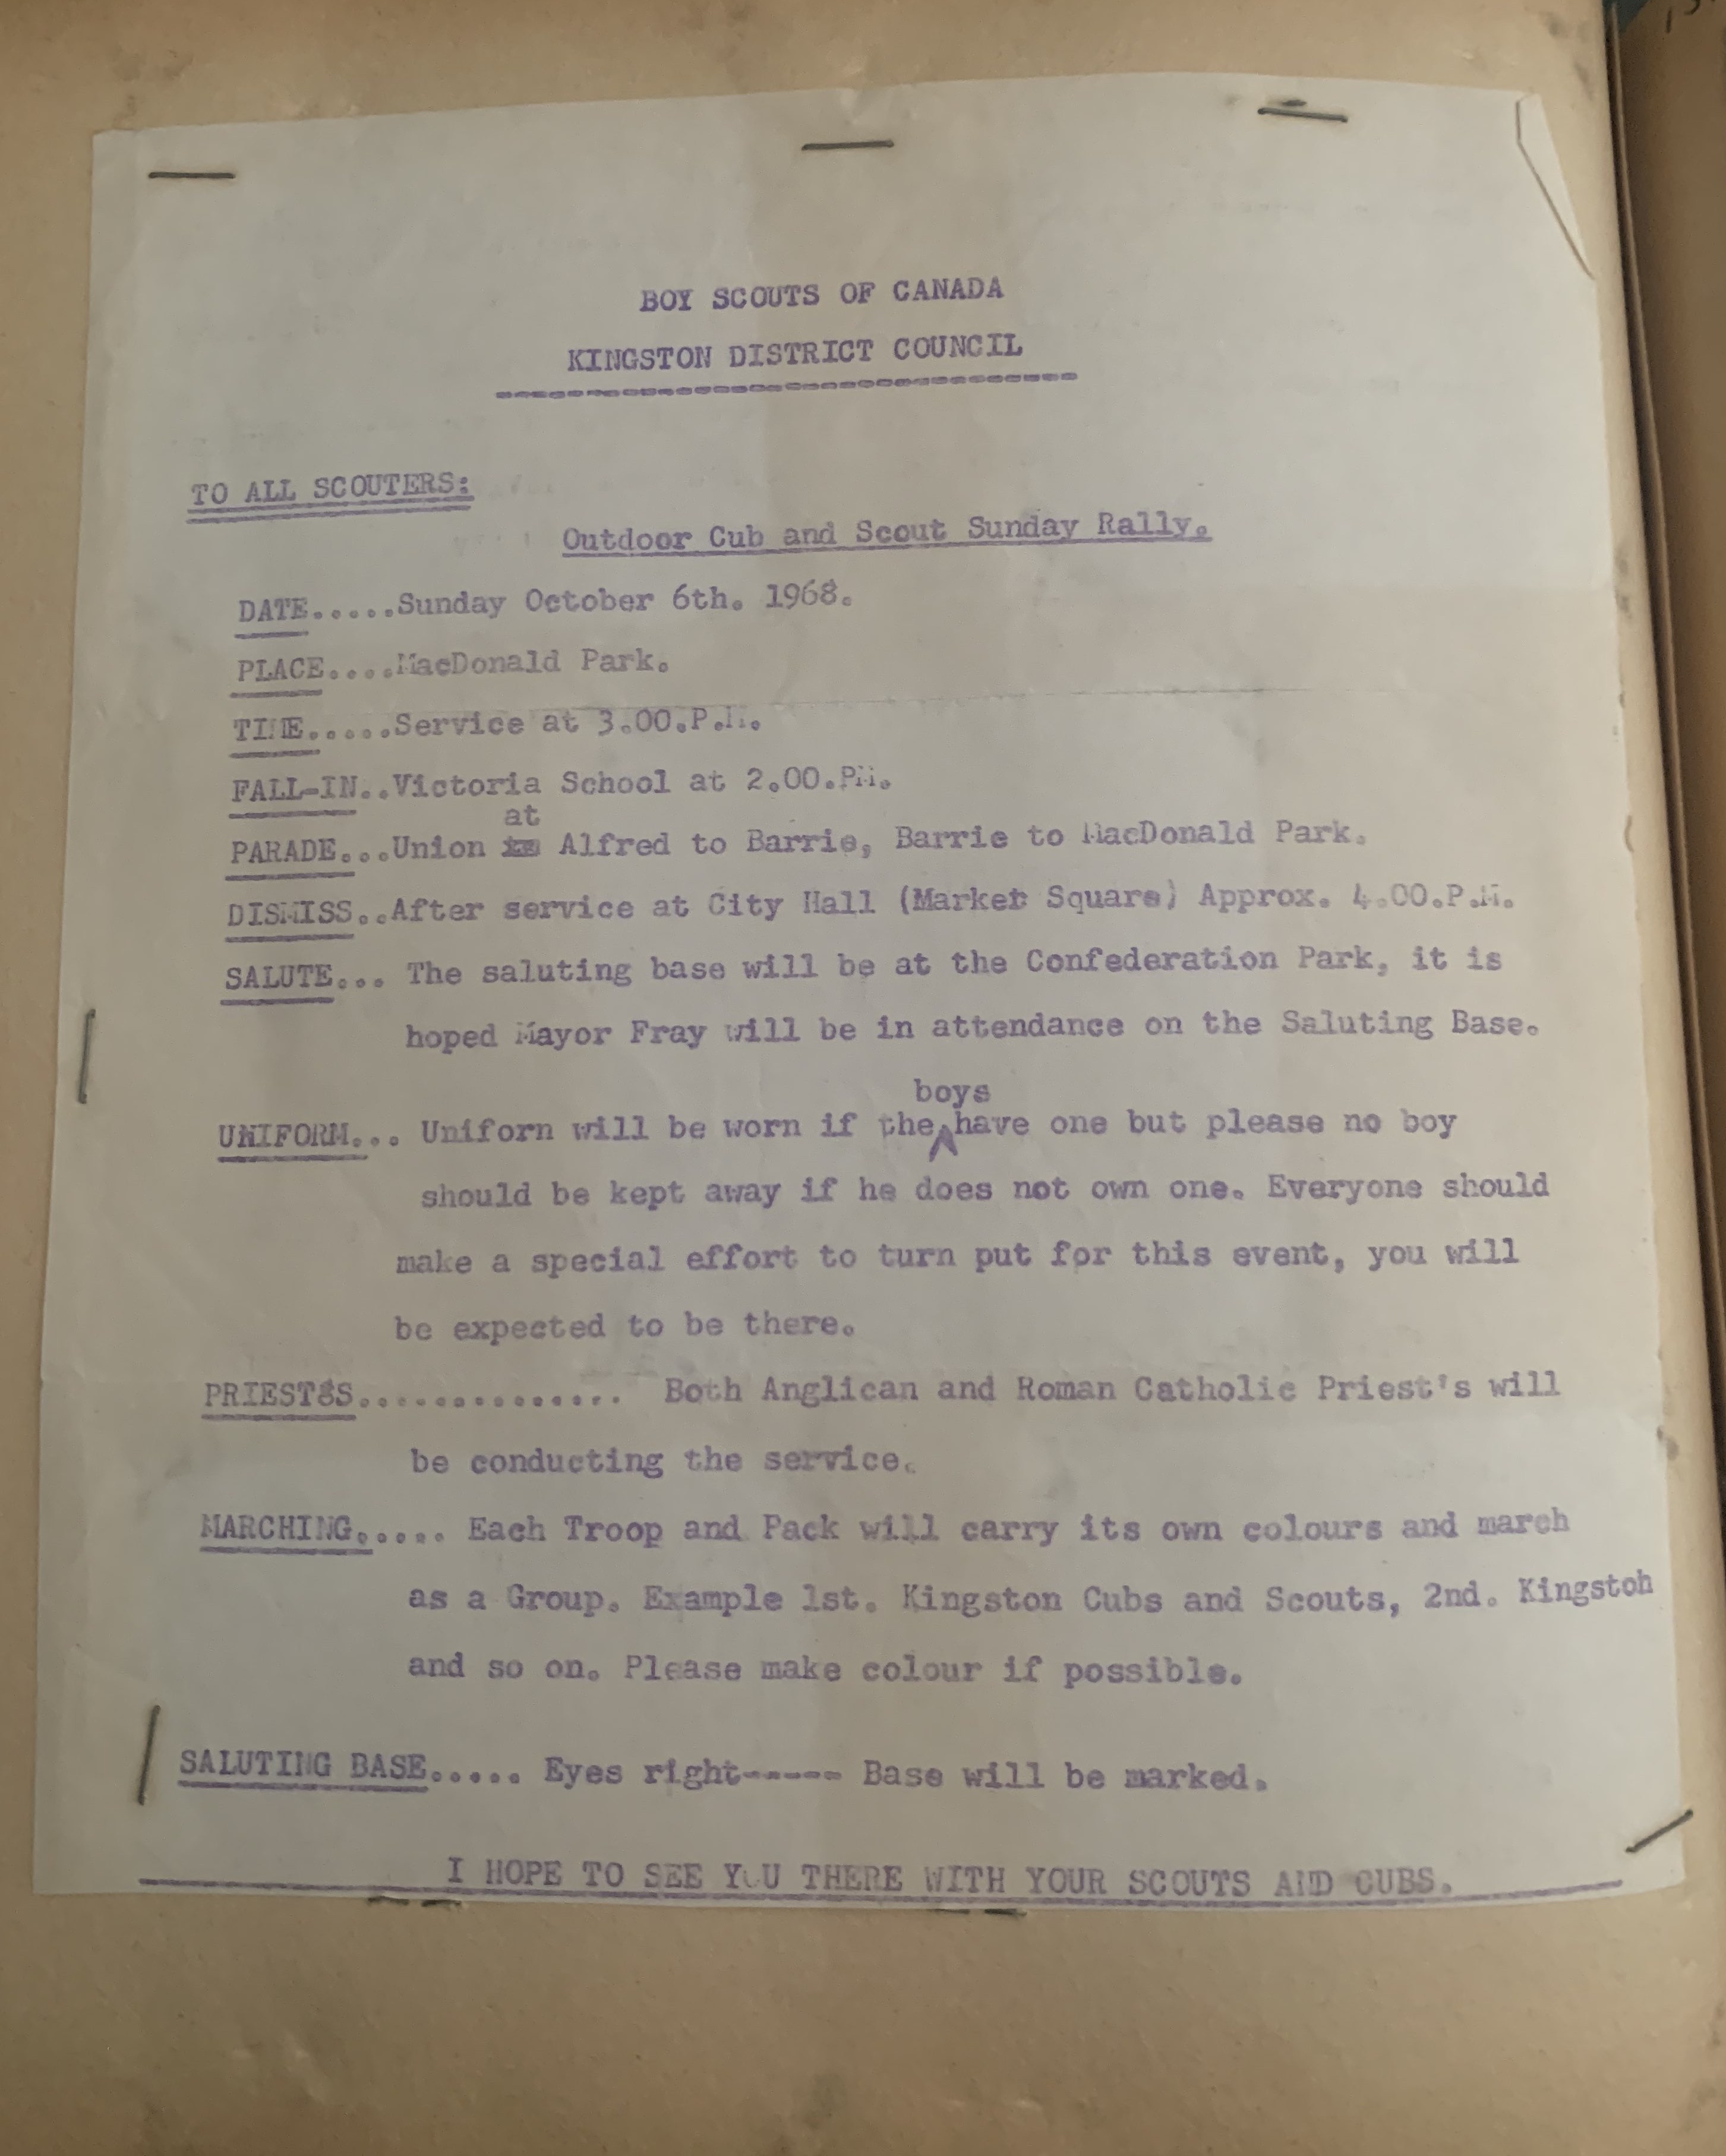 BOY SCOUTS OF CANADA
KINGSTON DISTRICT COUNCIL
TO ALL SCOUTERS:
Outdoor Cub and Scout Sunday Rally.
DATE.....Sunday October 6th. 1968.
PLACE....MacDonald Park.
TIME.....Service at 3.00.P.M.
FALL-IN..Victoria School at 2.00.PM.
at
PARADE...Union Alfred to Barrie, Barrie to MacDonald Park.
DISMISS..After service at City Hall (Market Square) Approx. 4.00.P.M.
SALUTE... The saluting base will be at the Confederation Park, it is
hoped Mayor Fray will be in attendance on the Saluting Base.
boys
UNIFORM... Uniforn will be worn if the have one but please no boy
should be kept away if he does not own one. Everyone should
make a special effort to turn put for this event, you will
be expected to be there.
PRIEST'S.............. Both Anglican and Roman Catholic Priest's will
be conducting the service.
MARCHING..... Each Troop and Pack will carry its own colours and march
as a Group. Example 1st. Kingston Cubs and Scouts, 2nd. Kingston
and so on. Please make colour if possible.
SALUTING BASE..... Eyes right----- Base will be marked.
I HOPE TO SEE YOU THERE WITH YOUR SCOUTS AND CUBS.